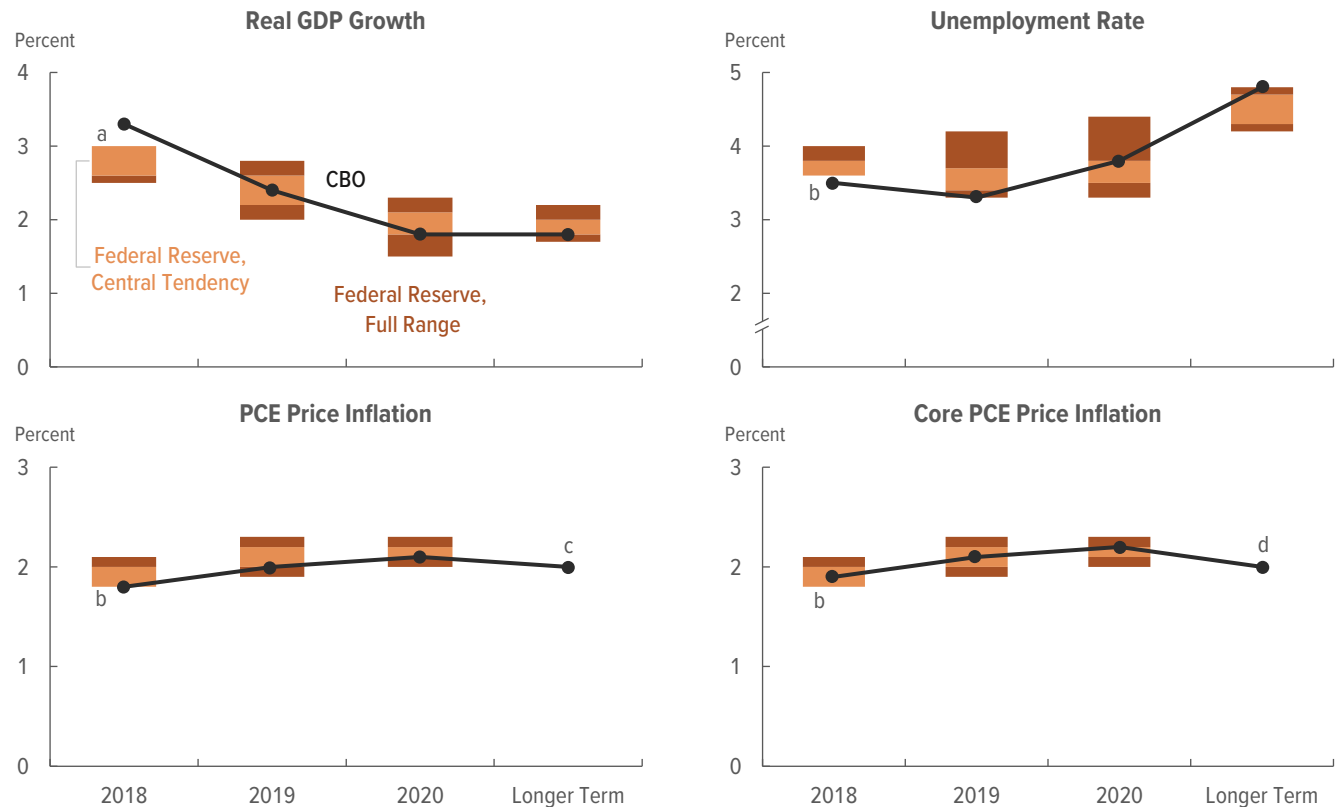 Real GDP Growth
Percent
4
3
2
1
0
a
CBO
Federal Reserve,
Central Tendency
Federal Reserve,
Full Range
Unemployment Rate
Percent
5
4
3
2
0
b
PCE Price Inflation
Percent
3
2
1
0
b
c
2018 2019 2020 Longer Term
Core PCE Price Inflation
Percent
3
2
1
0
b
d
2018 2019 2020 Longer Term